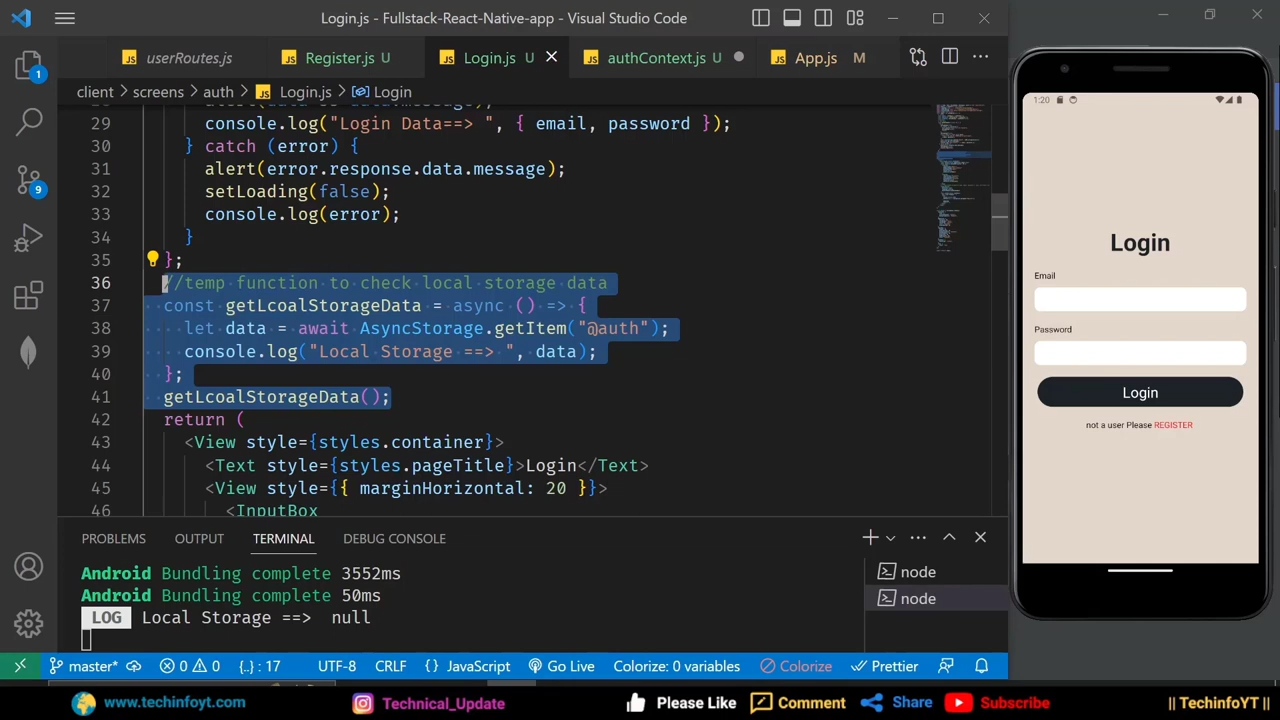 Login.js - Fullstack-React-Native-app - Visual Studio Code
userRoutes.js
Register.js U
Login.js U
authContext.js U
App.js M
1
client > screens > auth > Login.js > Login
29 console.log("Login Data==> ", { email, password });
30 } catch (error) {
31 alert(error.response.data.message);
32 setLoading(false);
33 console.log(error);
34 }
35 };
36 //temp function to check local storage data
37 const getLcoalStorageData = async () => {
38 let data = await AsyncStorage.getItem("@auth");
39 console.log("Local Storage ==> ", data);
40 };
41 getLcoalStorageData();
42 return (
43 <View style={styles.container}>
44 <Text style={styles.pageTitle}>Login</Text>
45 <View style={{ marginHorizontal: 20 }}>
46 <InputBox
9
PROBLEMS OUTPUT TERMINAL DEBUG CONSOLE
Android Bundling complete 3552ms
Android Bundling complete 50ms
LOG Local Storage ==> null
node
node
master* 0 0 {..} : 17 UTF-8 CRLF {} JavaScript Go Live Colorize: 0 variables Colorize Prettier
1:20
Login
Email
Password
Login
not a user Please REGISTER
www.techinfoyt.com Technical_Update Please Like Comment Share Subscribe || TechinfoYT ||